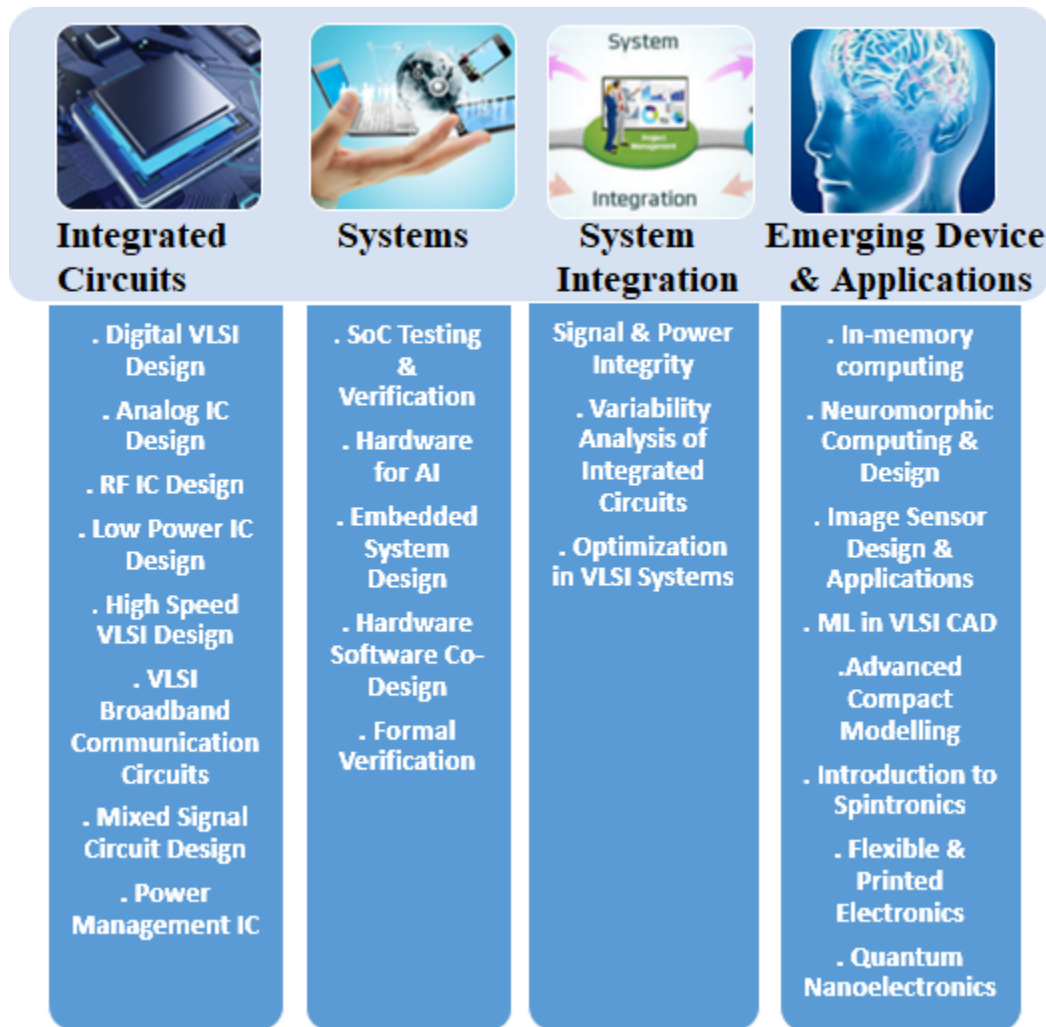 System
Project
Management
Integration
Integrated
Circuits
Systems
System
Integration
Emerging Device
& Applications
. Digital VLSI
Design
. Analog IC
Design
. RF IC Design
. Low Power IC
Design
. High Speed
VLSI Design
. VLSI
Broadband
Communication
Circuits
. Mixed Signal
Circuit Design
. Power
Management IC
. SoC Testing
&
Verification
. Hardware
for AI
. Embedded
System
Design
. Hardware
Software Co-
Design
. Formal
Verification
Signal & Power
Integrity
. Variability
Analysis of
Integrated
Circuits
. Optimization
in VLSI Systems
. In-memory
computing
. Neuromorphic
Computing &
Design
. Image Sensor
Design &
Applications
. ML in VLSI CAD
.Advanced
Compact
Modelling
. Introduction to
Spintronics
. Flexible &
Printed
Electronics
. Quantum
Nanoelectronics